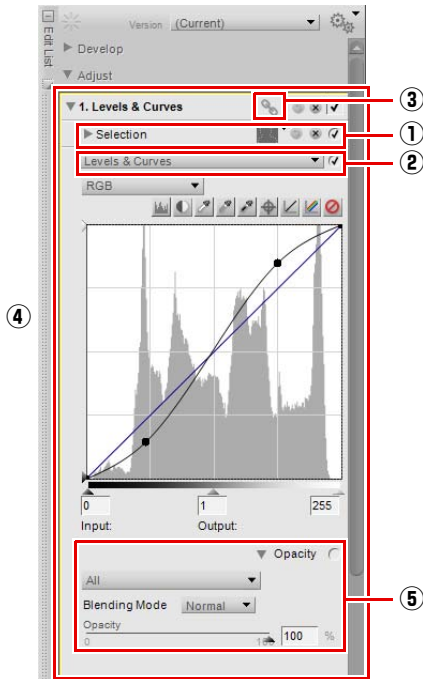 Edit List
Version (Current)
Develop
Adjust
1. Levels & Curves
③
Selection
①
Levels & Curves
②
RGB
④
0 1 255
Input: Output:
Opacity
All
Blending Mode Normal
⑤
Opacity
0 100 100 %